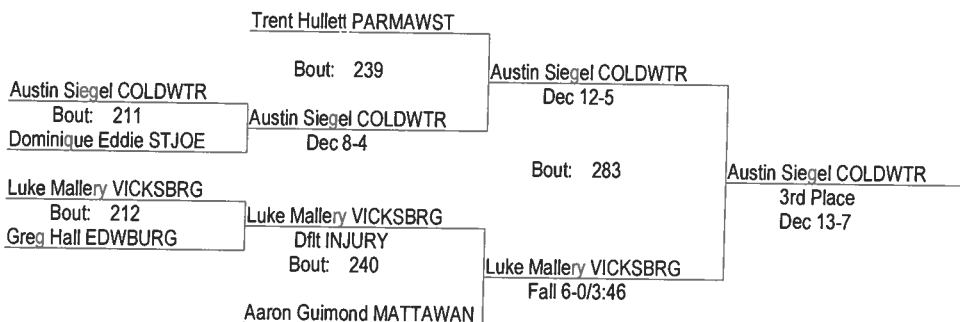 Trent Hullett PARMAWST
Bout: 239
Austin Siegel COLDWTR
Dec 12-5
Austin Siegel COLDWTR
Bout: 211
Austin Siegel COLDWTR
Dominique Eddie STJOE
Dec 8-4
Bout: 283
Austin Siegel COLDWTR
3rd Place
Dec 13-7
Luke Mallery VICKSBRG
Bout: 212
Luke Mallery VICKSBRG
Greg Hall EDWBURG
Dflt INJURY
Bout: 240
Luke Mallery VICKSBRG
Fall 6-0/3:46
Aaron Guimond MATTAWAN